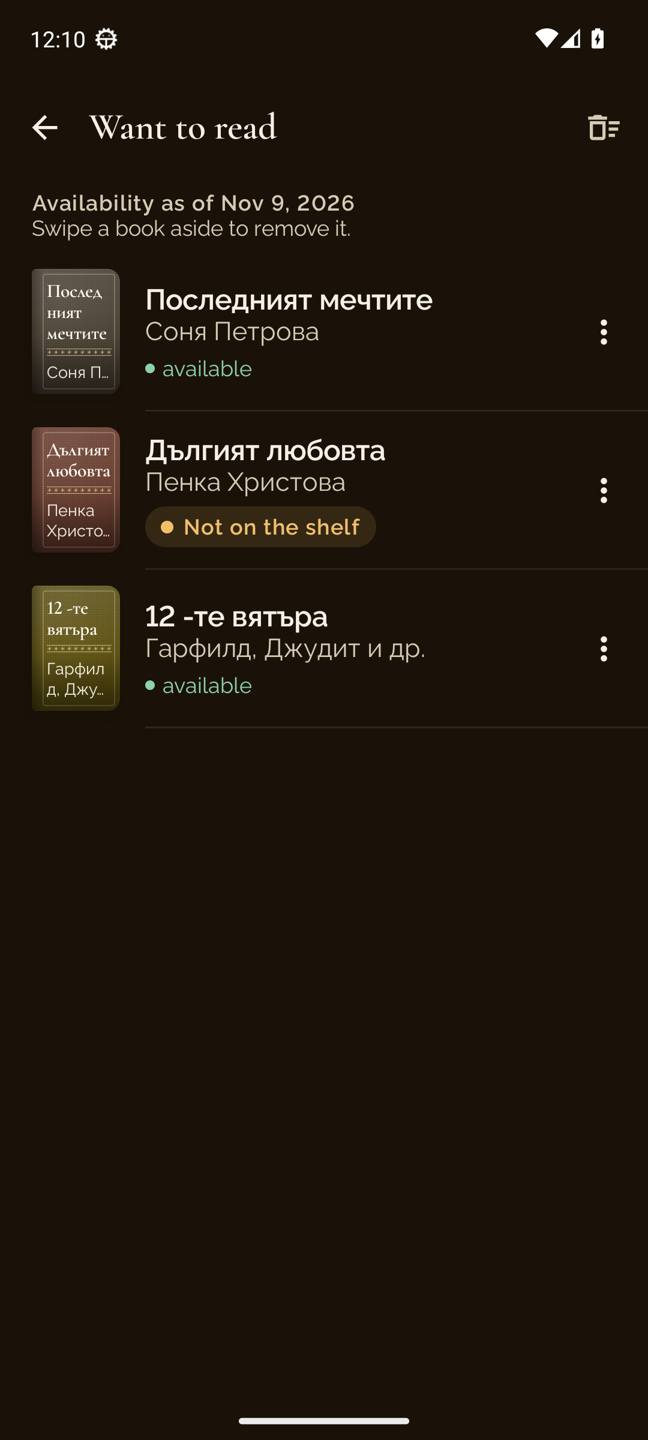 12:10
Want to read
Availability as of Nov 9, 2026
Swipe a book aside to remove it.
Послед
ният
мечтите
Соня П…
Последният мечтите
Соня Петрова
available
Дългият
любовта
Пенка
Христо…
Дългият любовта
Пенка Христова
Not on the shelf
12 -те
вятъра
Гарфил
д, Джу…
12 -те вятъра
Гарфилд, Джудит и др.
available